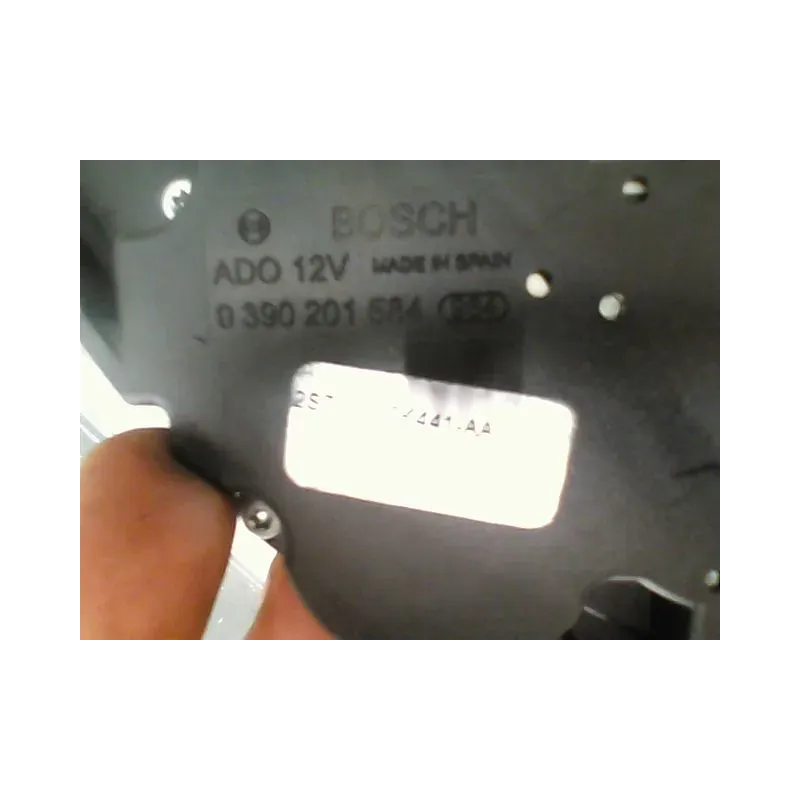 BOSCH
ADO 12V MADE IN SPAIN
0 390 201 584